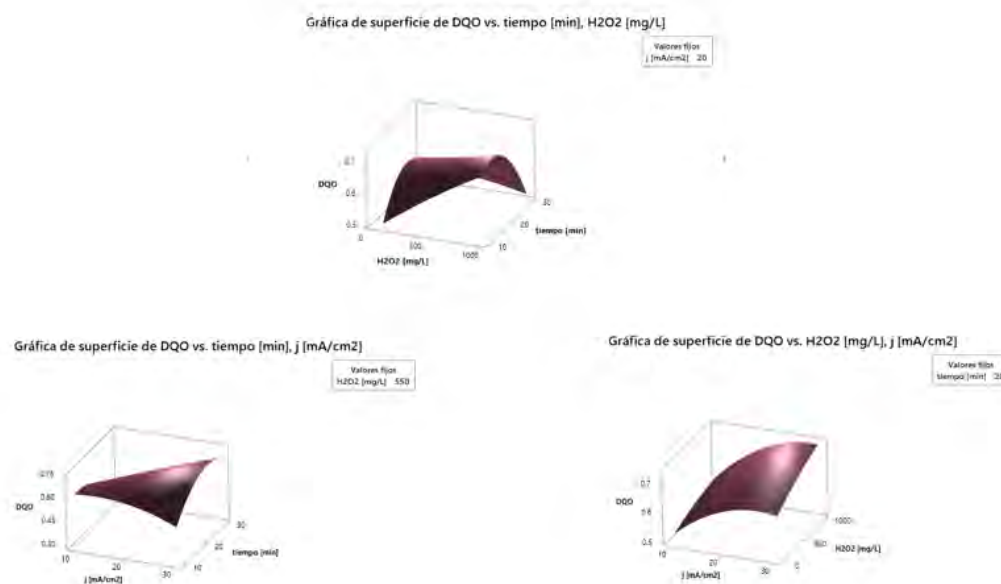 Gráfica de superficie de DQO vs. tiempo [min], H2O2 [mg/L]
Valores fijos
j [mA/cm2] 20
0.7
DQO
0.6
0.5
0
500
1000
H2O2 [mg/L]
10
20
30
tiempo [min]
Gráfica de superficie de DQO vs. tiempo [min], j [mA/cm2]
Valores fijos
H2O2 [mg/L] 550
0.75
0.60
DQO
0.45
0.30
10
20
30
j [mA/cm2]
10
20
30
tiempo [min]
Gráfica de superficie de DQO vs. H2O2 [mg/L], j [mA/cm2]
Valores fijos
tiempo [min]
0.7
DQO
0.6
0.5
10
20
30
j [mA/cm2]
0
500
1000
H2O2 [mg/L]